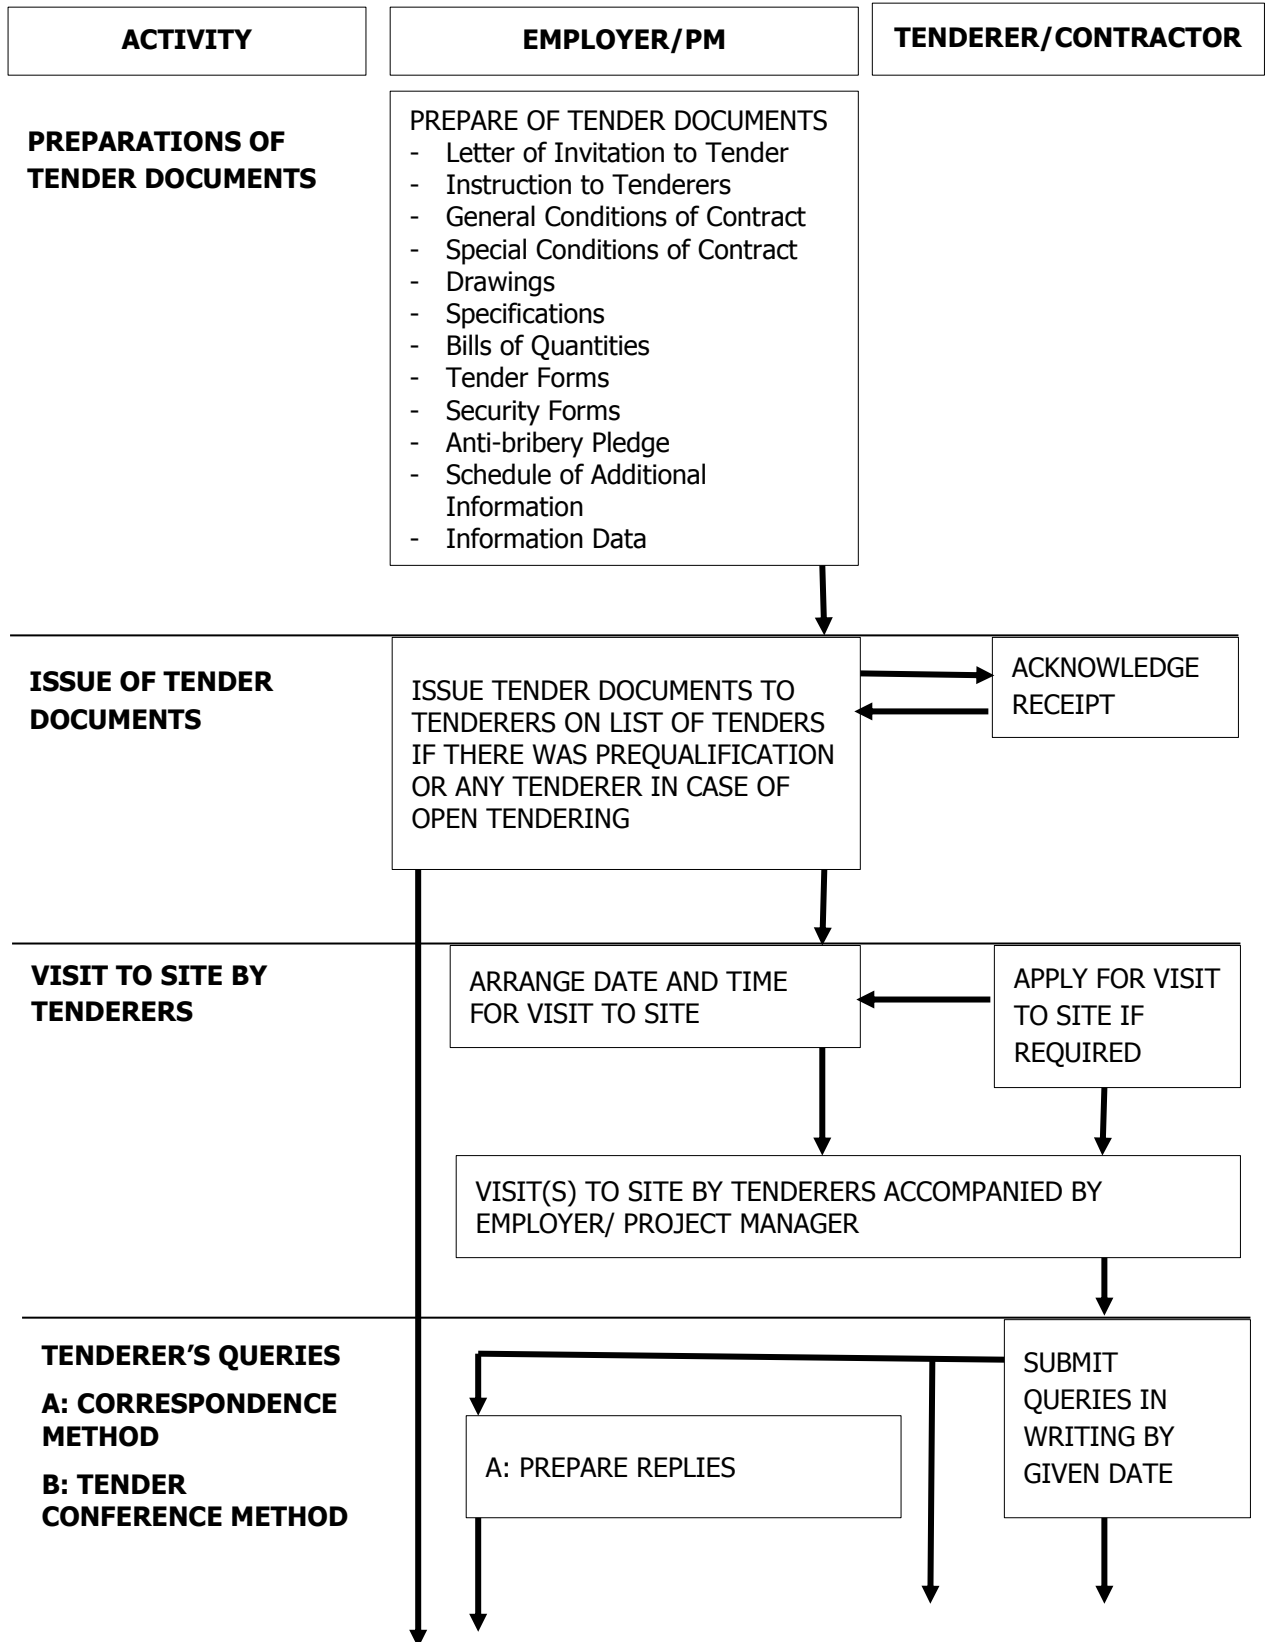 ACTIVITY
EMPLOYER/PM
TENDERER/CONTRACTOR
PREPARATIONS OF
TENDER DOCUMENTS
PREPARE OF TENDER DOCUMENTS
- Letter of Invitation to Tender
- Instruction to Tenderers
- General Conditions of Contract
- Special Conditions of Contract
- Drawings
- Specifications
- Bills of Quantities
- Tender Forms
- Security Forms
- Anti-bribery Pledge
- Schedule of Additional
Information
- Information Data
ISSUE OF TENDER
DOCUMENTS
ISSUE TENDER DOCUMENTS TO
TENDERERS ON LIST OF TENDERS
IF THERE WAS PREQUALIFICATION
OR ANY TENDERER IN CASE OF
OPEN TENDERING
ACKNOWLEDGE
RECEIPT
VISIT TO SITE BY
TENDERERS
ARRANGE DATE AND TIME
FOR VISIT TO SITE
APPLY FOR VISIT
TO SITE IF
REQUIRED
VISIT(S) TO SITE BY TENDERERS ACCOMPANIED BY
EMPLOYER/ PROJECT MANAGER
TENDERER’S QUERIES
A: CORRESPONDENCE
METHOD
B: TENDER
CONFERENCE METHOD
A: PREPARE REPLIES
SUBMIT
QUERIES IN
WRITING BY
GIVEN DATE